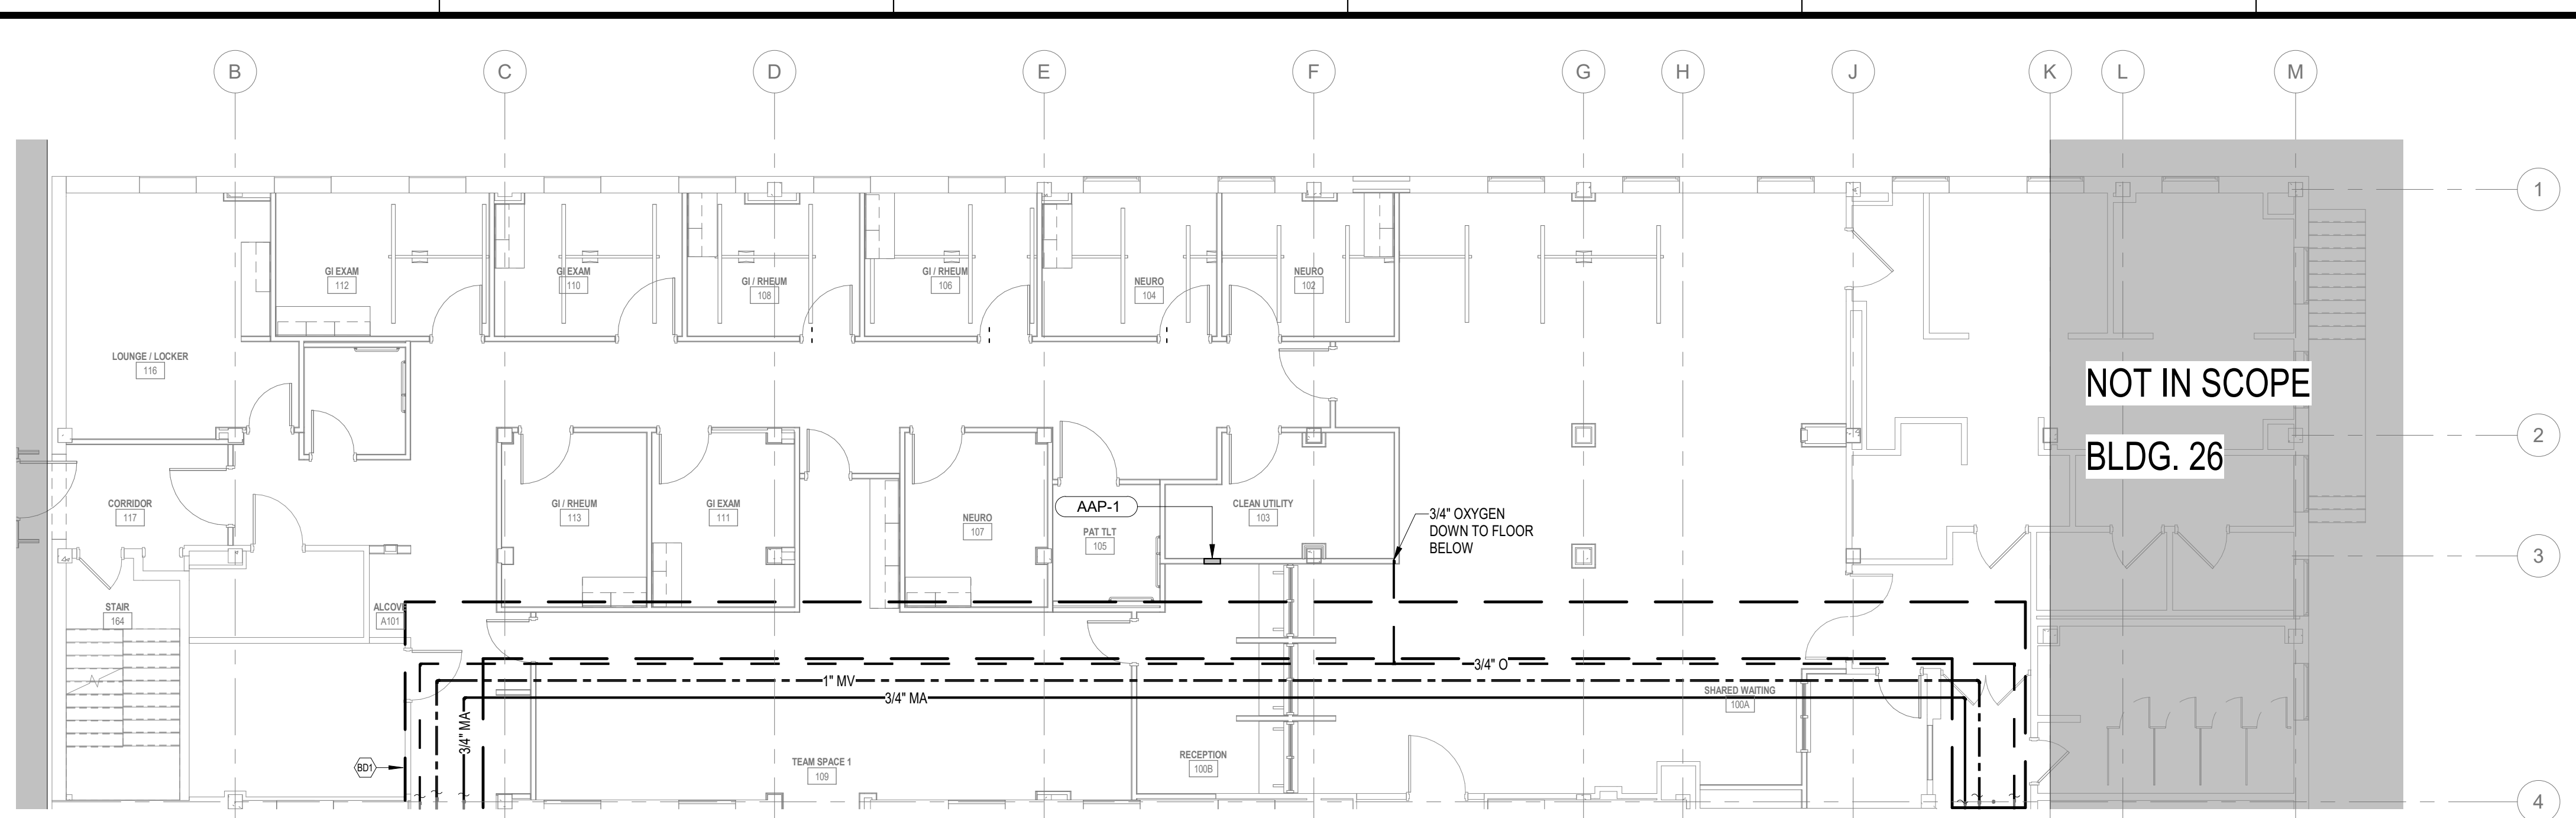 B
C
D
E
F
G
H
J
K
L
M
1
GI EXAM
112
GI EXAM
110
GI / RHEUM
108
GI / RHEUM
106
NEURO
104
NEURO
102
LOUNGE / LOCKER
116
NOT IN SCOPE
BLDG. 26
2
CORRIDOR
117
GI / RHEUM
113
GI EXAM
111
NEURO
107
AAP-1
PAT TLT
105
CLEAN UTILITY
103
3/4" OXYGEN
DOWN TO FLOOR
BELOW
3
STAIR
164
ALCOVE
A101
3/4" O
1" MV
3/4" MA
3/4" MA
SHARED WAITING
100A
BD1
TEAM SPACE 1
109
RECEPTION
100B
4